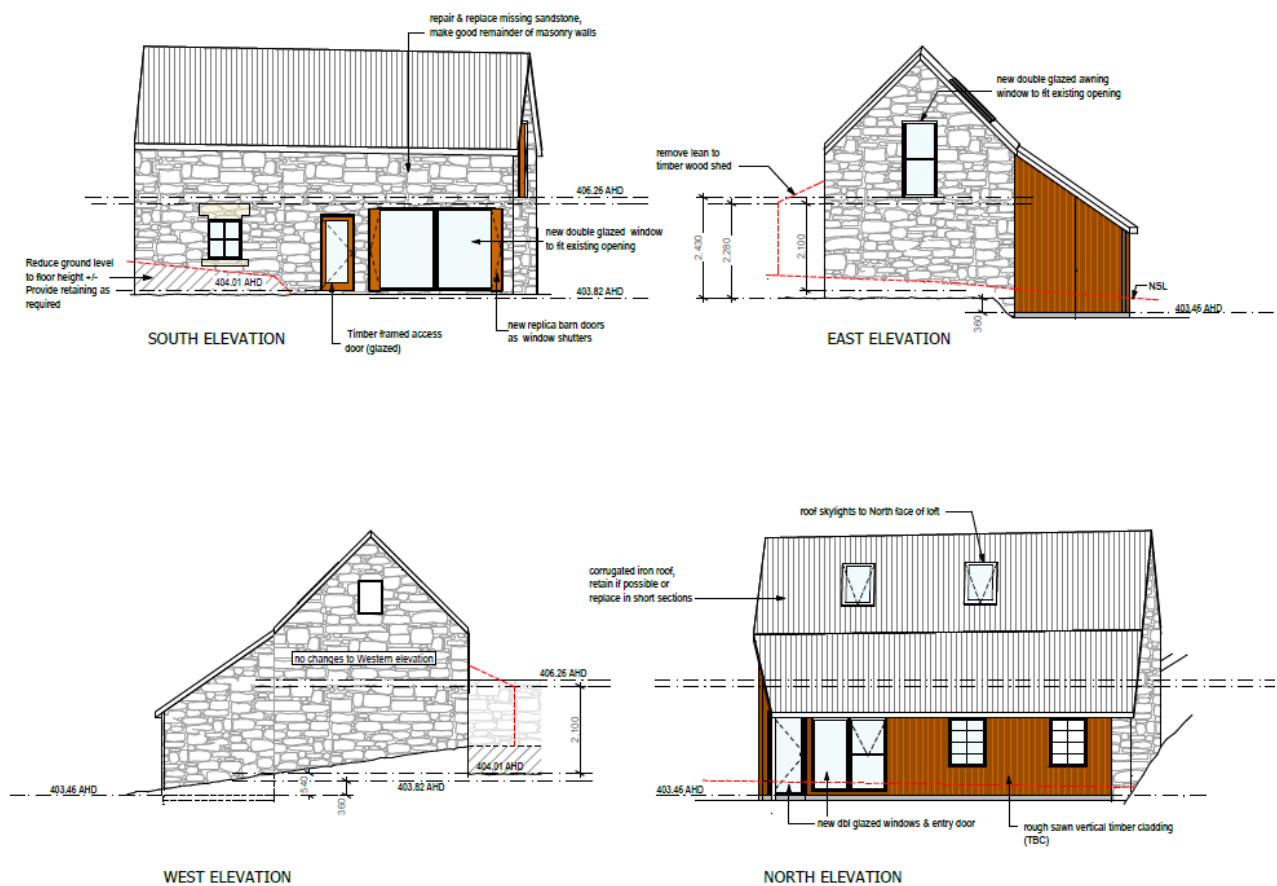 repair & replace missing sandstone,
make good remainder of masonry walls
406.26 AHD
new double glazed window
to fit existing opening
Reduce ground level
to floor height +/-
Provide retaining as
required
404.01 AHD
403.82 AHD
Timber framed access
door (glazed)
new replica barn doors
as window shutters
SOUTH ELEVATION
new double glazed awning
window to fit existing opening
remove lean to
timber wood shed
2,430
2,280
2,100
NSL
360
403.46 AHD
EAST ELEVATION
no changes to Western elevation
406.26 AHD
2,100
404.01 AHD
403.46 AHD
540
360
403.82 AHD
WEST ELEVATION
roof skylights to North face of loft
corrugated iron roof,
retain if possible or
replace in short sections
403.46 AHD
new dbl glazed windows & entry door
rough sawn vertical timber cladding
(TBC)
NORTH ELEVATION